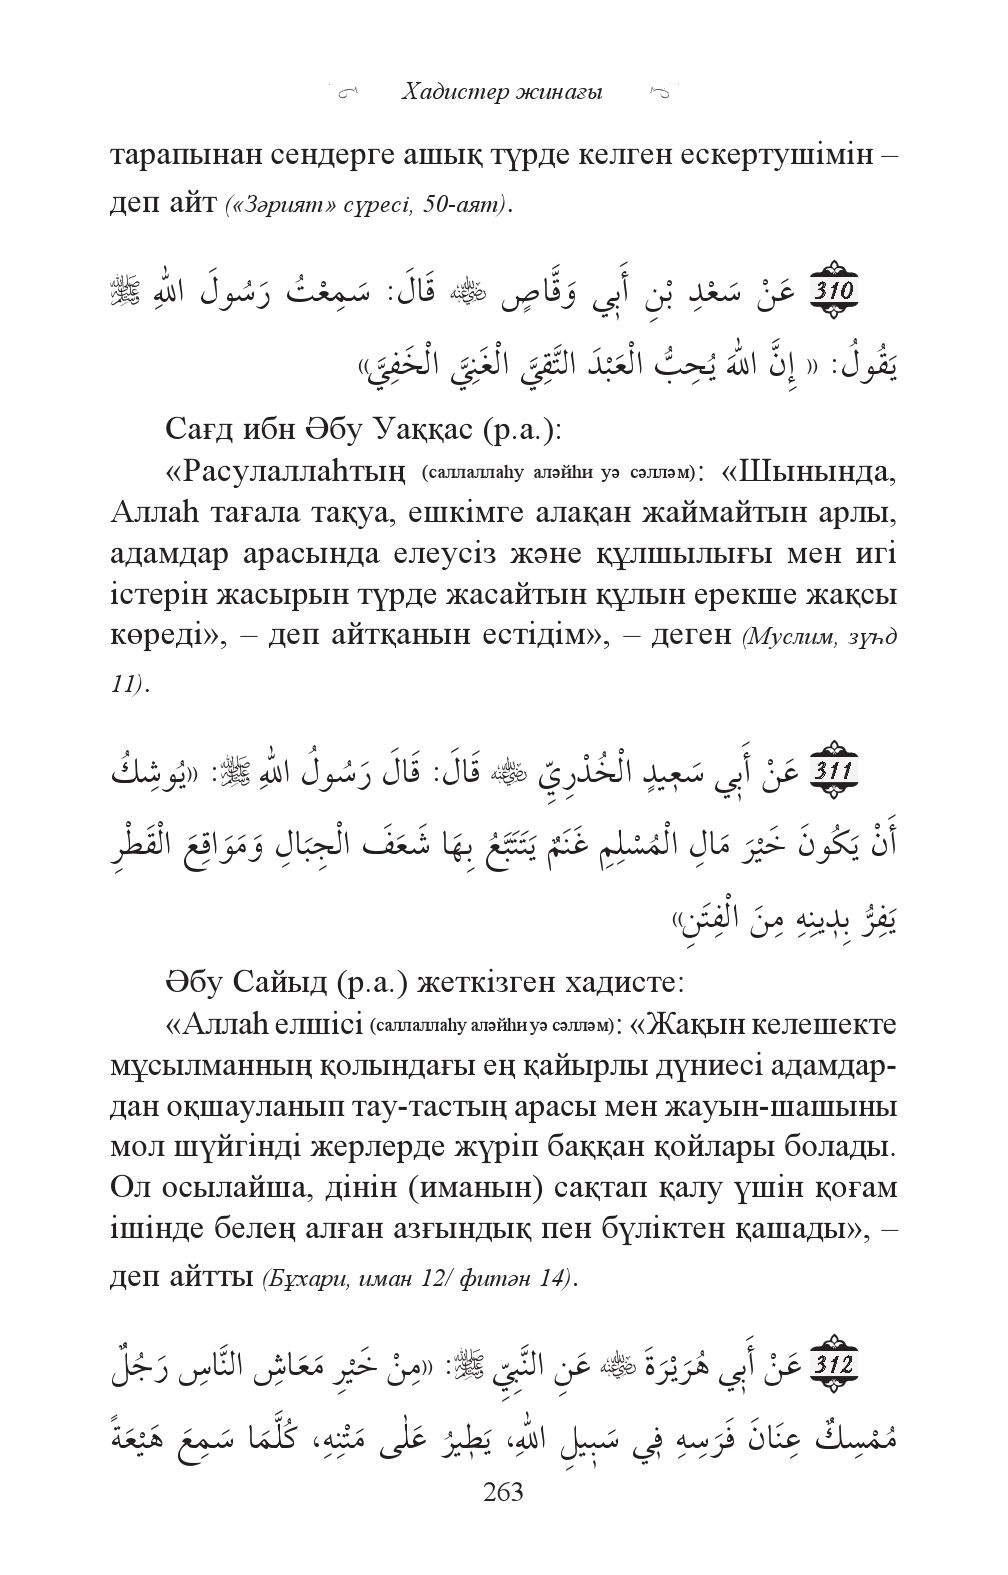 Хадистер жинағы
тарапынан сендерге ашық түрде келген ескертушімін –
деп айт («Зәрият» сүресі, 50-аят).
310 عَنْ سَعْدِ بْنِ أَبِي وَقَّاصٍ ﷺ قَالَ: سَمِعْتُ رَسُولَ اللهِ ﷺ
يَقُولُ: « إِنَّ اللهَ يُحِبُّ الْعَبْدَ التَّقِيَّ الْغَنِيَّ الْخَفِيَّ»
Сағд ибн Әбу Уаққас (р.а.):
«Расулаллаһтың (саллаллаһу аләйһи уә сәлләм): «Шынында,
Аллаһ тағала тақуа, ешкімге алақан жаймайтын арлы,
адамдар арасында елеусіз және құлшылығы мен игі
істерін жасырын түрде жасайтын құлын ерекше жақсы
көреді», – деп айтқанын естідім», – деген (Муслим, зүһд
11).
311 عَنْ أَبِي سَعِيدٍ الْخُدْرِيِّ رضي الله عنه قَالَ: قَالَ رَسُولُ اللهِ ﷺ: «يُوشِكُ
أَنْ يَكُونَ خَيْرَ مَالِ الْمُسْلِمِ غَنَمٌ يَتَتَبَّعُ بِهَا شَعَفَ الْجِبَالِ وَمَوَاقِعَ الْقَطْرِ
يَفِرُّ بِدِينِهِ مِنَ الْفِتَنِ»
Әбу Сайыд (р.а.) жеткізген хадисте:
«Аллаһ елшісі (саллаллаһу аләйһи уә сәлләм): «Жақын келешекте
мұсылманның қолындағы ең қайырлы дүниесі адамдар-
дан оқшауланып тау-тастың арасы мен жауын-шашыны
мол шүйгінді жерлерде жүріп баққан қойлары болады.
Ол осылайша, дінін (иманын) сақтап қалу үшін қоғам
ішінде белең алған азғындық пен бүліктен қашады», –
деп айтты (Бұхари, иман 12/ фитән 14).
312 عَنْ أَبِي هُرَيْرَةَ رضي الله عنه عَنِ النَّبِيِّ ﷺ: «مِنْ خَيْرِ مَعَاشِ النَّاسِ رَجُلٌ
مُمْسِكٌ عِنَانَ فَرَسِهِ فِي سَبِيلِ اللهِ، يَطِيرُ عَلَى مَتْنِهِ، كُلَّمَا سَمِعَ هَيْعَةً
263